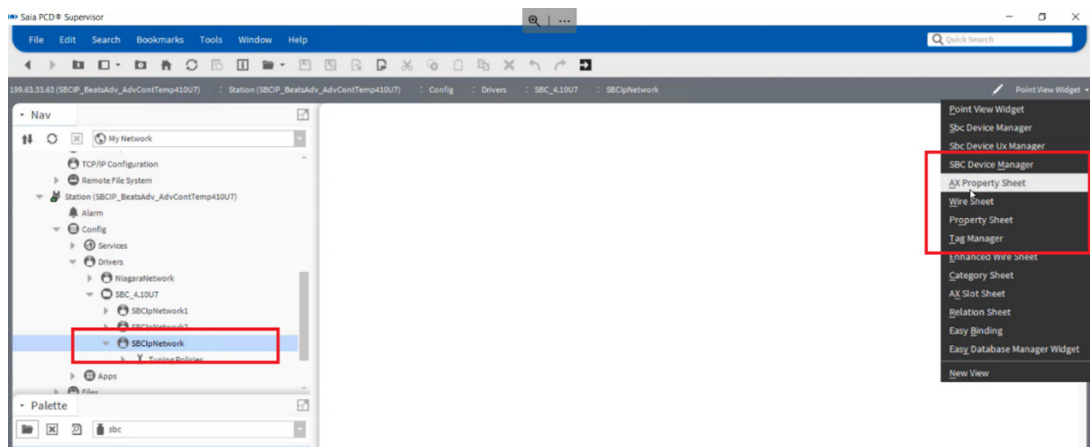 Saia PCD® Supervisor
File Edit Search Bookmarks Tools Window Help
Quick Search
199.63.33.63 (SBCIP_BeatsAdv_AdvContTemp410U7) : Station (SBCIP_BeatsAdv_AdvContTemp410U7) : Config : Drivers : SBC_4.10U7 : SBCIpNetwork
Point View Widget
Nav
My Network
TCP/IP Configuration
Remote File System
Station (SBCIP_BeatsAdv_AdvContTemp410U7)
Alarm
Config
Services
Drivers
NiagaraNetwork
SBC_4.10U7
SBCIpNetwork1
SBCIpNetwork2
SBCIpNetwork
Tuning Policies
Apps
Files
Palette
sbc
Point View Widget
Sbc Device Manager
Sbc Device Ux Manager
SBC Device Manager
AX Property Sheet
Wire Sheet
Property Sheet
Tag Manager
Enhanced Wire Sheet
Category Sheet
AX Slot Sheet
Relation Sheet
Easy Binding
Easy Database Manager Widget
New View